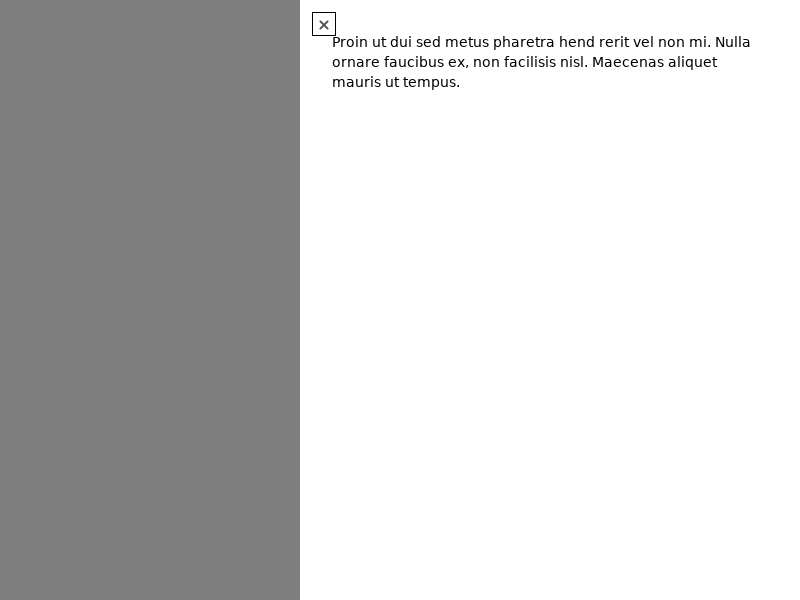 ×
Proin ut dui sed metus pharetra hend rerit vel non mi. Nulla
ornare faucibus ex, non facilisis nisl. Maecenas aliquet
mauris ut tempus.